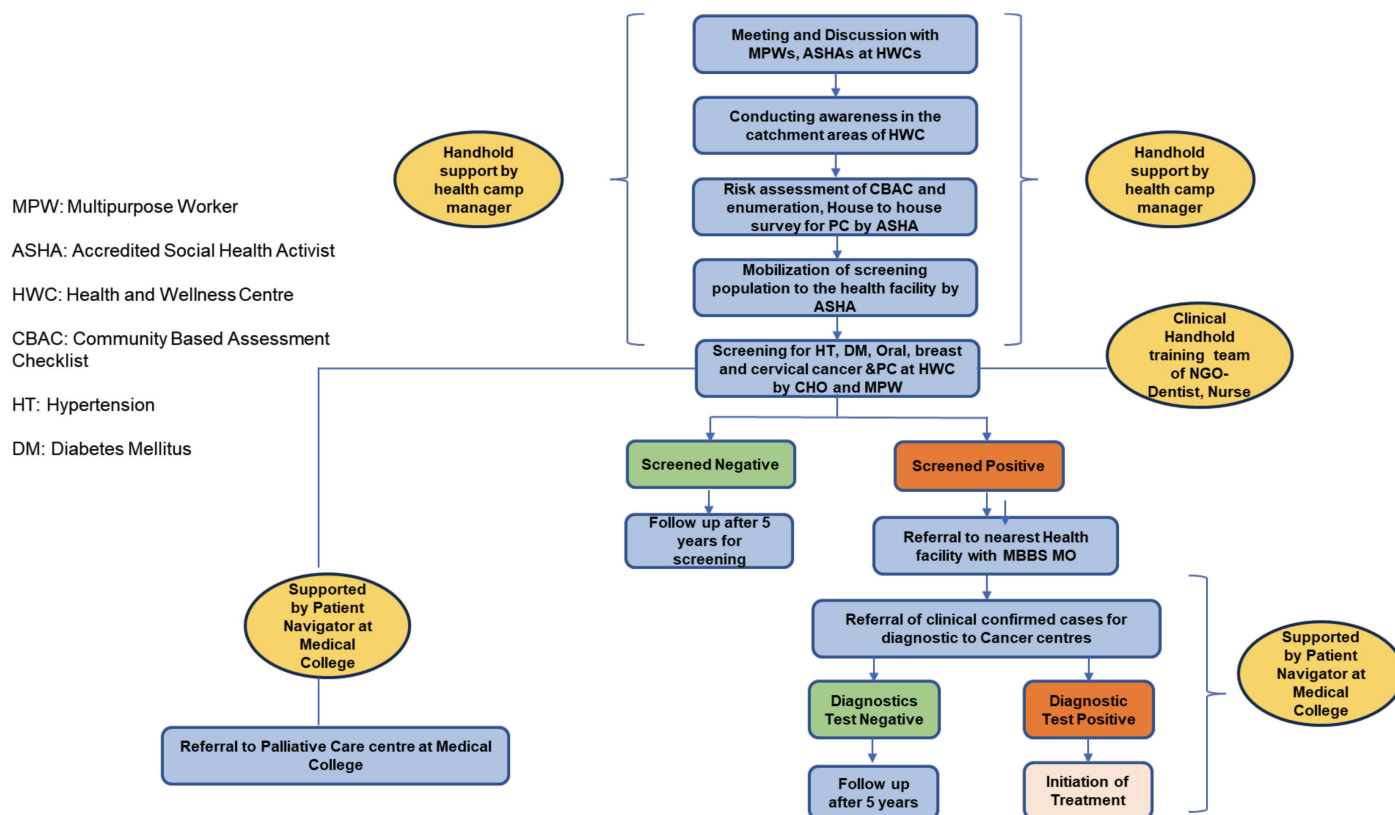 Meeting and Discussion with
MPWs, ASHAs at HWCs
Conducting awareness in the
catchment areas of HWC
Handhold
support by
health camp
manager
Handhold
support by
health camp
manager
Risk assessment of CBAC and
enumeration, House to house
survey for PC by ASHA
MPW: Multipurpose Worker
ASHA: Accredited Social Health Activist
HWC: Health and Wellness Centre
CBAC: Community Based Assessment
Checklist
HT: Hypertension
DM: Diabetes Mellitus
Mobilization of screening
population to the health facility by
ASHA
Screening for HT, DM, Oral, breast
and cervical cancer &PC at HWC
by CHO and MPW
Clinical
Handhold
training team
of NGO-
Dentist, Nurse
Screened Negative
Screened Positive
Follow up after 5
years for
screening
Referral to nearest Health
facility with MBBS MO
Supported
by Patient
Navigator at
Medical
College
Referral of clinical confirmed cases for
diagnostic to Cancer centres
Supported
by Patient
Navigator at
Medical
College
Diagnostics
Test Negative
Diagnostic
Test Positive
Referral to Palliative Care centre at Medical
College
Follow up
after 5 years
Initiation of
Treatment